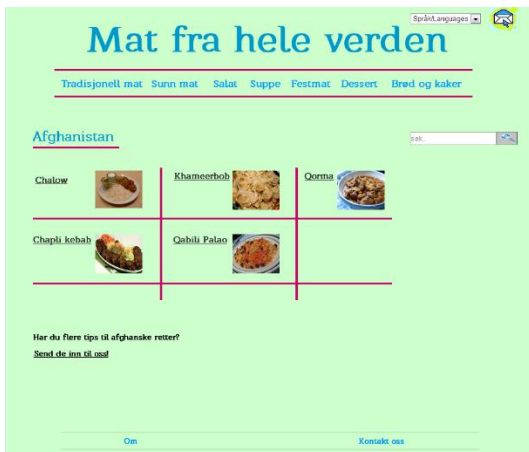 Språk/Languages
Mat fra hele verden
Tradisjonell mat Sunn mat Salat Suppe Festmat Dessert Brød og kaker
Afghanistan
søk..
Chalow Khameerbob Qorma
Chapli kebab Qabili Palao
Har du flere tips til afghanske retter?
Send de inn til oss!
Om Kontakt oss